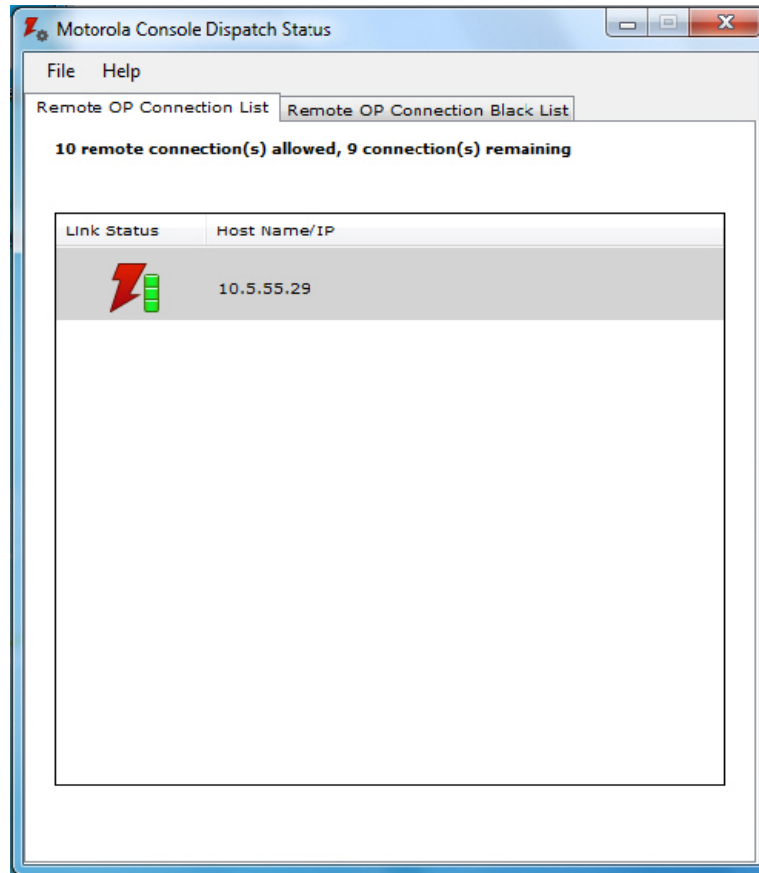 Motorola Console Dispatch Status
File Help
Remote OP Connection List Remote OP Connection Black List
10 remote connection(s) allowed, 9 connection(s) remaining
Link Status Host Name/IP
10.5.55.29